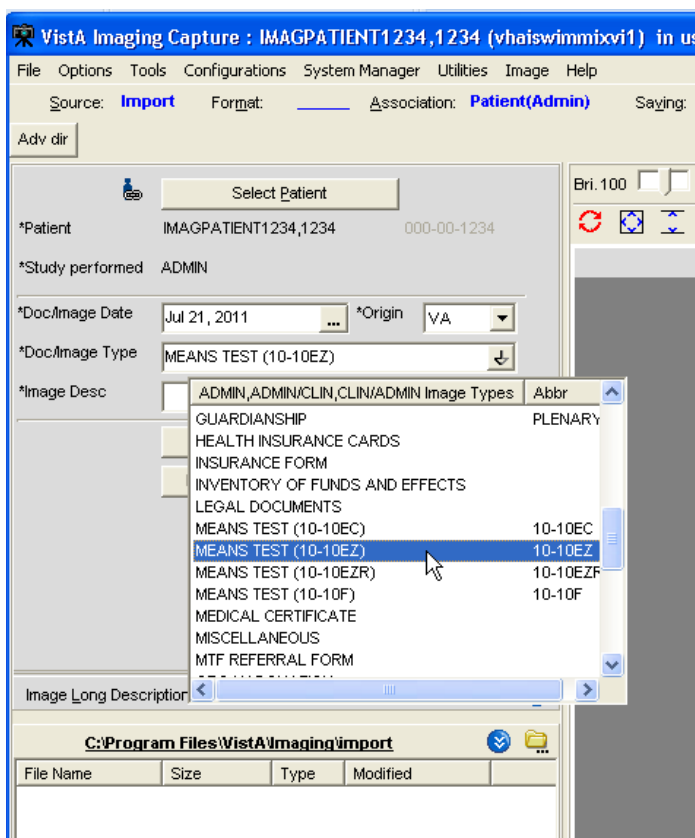 VistA Imaging Capture : IMAGPATIENT1234,1234 (vhaiswimmixvi1) in us
File Options Tools Configurations System Manager Utilities Image Help
Source: Import Format: ______ Association: Patient(Admin) Saving:
Adv dir
Select Patient
Bri. 100
*Patient IMAGPATIENT1234,1234 000-00-1234
*Study performed ADMIN
*Doc/Image Date Jul 21, 2011 ... *Origin VA
*Doc/Image Type MEANS TEST (10-10EZ)
*Image Desc
ADMIN,ADMIN/CLIN,CLIN/ADMIN Image Types Abbr
GUARDIANSHIP PLENARY
HEALTH INSURANCE CARDS
INSURANCE FORM
INVENTORY OF FUNDS AND EFFECTS
LEGAL DOCUMENTS
MEANS TEST (10-10EC) 10-10EC
MEANS TEST (10-10EZ) 10-10EZ
MEANS TEST (10-10EZR) 10-10EZR
MEANS TEST (10-10F) 10-10F
MEDICAL CERTIFICATE
MISCELLANEOUS
MTF REFERRAL FORM
Image Long Description
C:\Program Files\VistA\Imaging\import
File Name Size Type Modified